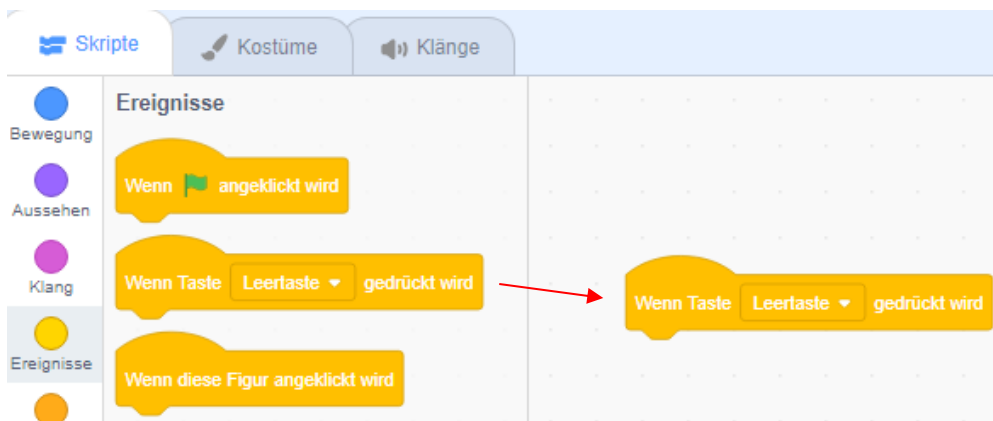 Skripte
Kostüme
Klänge
Bewegung
Aussehen
Klang
Ereignisse
Ereignisse
Wenn angeklickt wird
Wenn Taste Leertaste gedrückt wird
Wenn diese Figur angeklickt wird
Wenn Taste Leertaste gedrückt wird